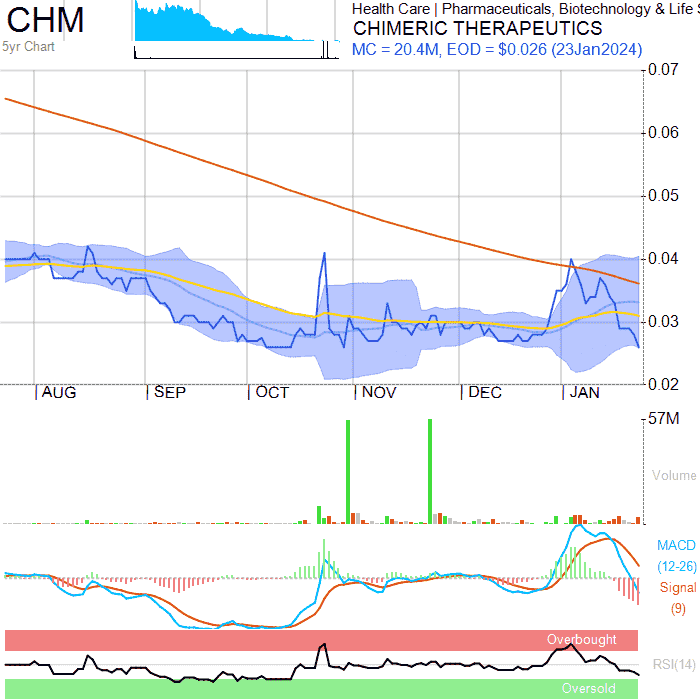 CHM
5yr Chart
Health Care | Pharmaceuticals, Biotechnology & Life S
CHIMERIC THERAPEUTICS
MC = 20.4M, EOD = $0.026 (23Jan2024)
0.07
0.06
0.05
0.04
0.03
0.02
AUG SEP OCT NOV DEC JAN
57M
Volume
MACD
(12-26)
Signal
(9)
Overbought
RSI(14)
Oversold